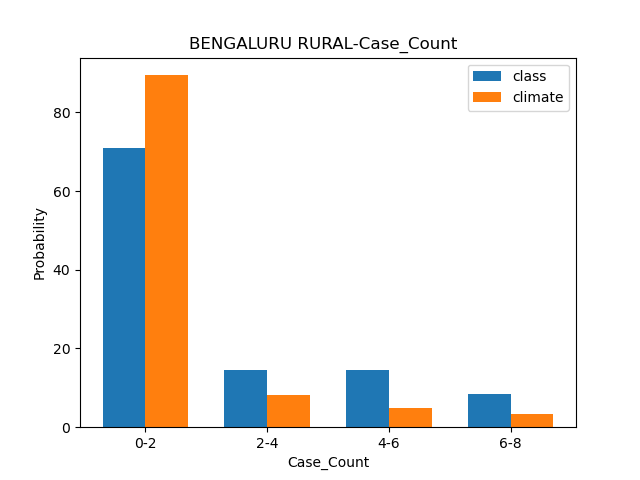 BENGALURU RURAL-Case_Count
class
climate
80
60
40
20
0
Probability
0-2 2-4 4-6 6-8
Case_Count